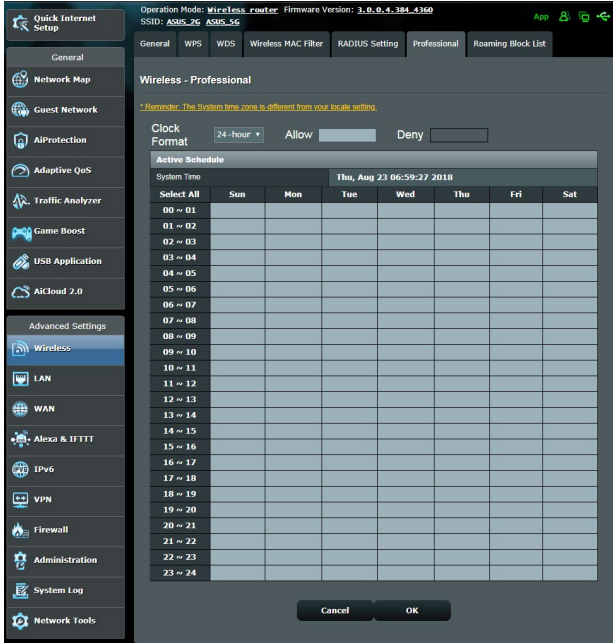 Operation Mode: Wireless router Firmware Version: 3.0.0.4.384_4360
SSID: ASUS_2G ASUS_5G
App
Quick Internet
Setup
General
Network Map
Guest Network
AiProtection
Adaptive QoS
Traffic Analyzer
Game Boost
USB Application
AiCloud 2.0
Advanced Settings
Wireless
LAN
WAN
Alexa & IFTTT
IPv6
VPN
Firewall
Administration
System Log
Network Tools
General WPS WDS Wireless MAC Filter RADIUS Setting Professional Roaming Block List
Wireless - Professional
* Reminder: The System time zone is different from your locale setting.
Clock
Format 24-hour Allow Deny
Active Schedule
System Time Thu, Aug 23 06:59:27 2018
Select All Sun Mon Tue Wed Thu Fri Sat
00 ~ 01
01 ~ 02
02 ~ 03
03 ~ 04
04 ~ 05
05 ~ 06
06 ~ 07
07 ~ 08
08 ~ 09
09 ~ 10
10 ~ 11
11 ~ 12
12 ~ 13
13 ~ 14
14 ~ 15
15 ~ 16
16 ~ 17
17 ~ 18
18 ~ 19
19 ~ 20
20 ~ 21
21 ~ 22
22 ~ 23
23 ~ 24
Cancel OK